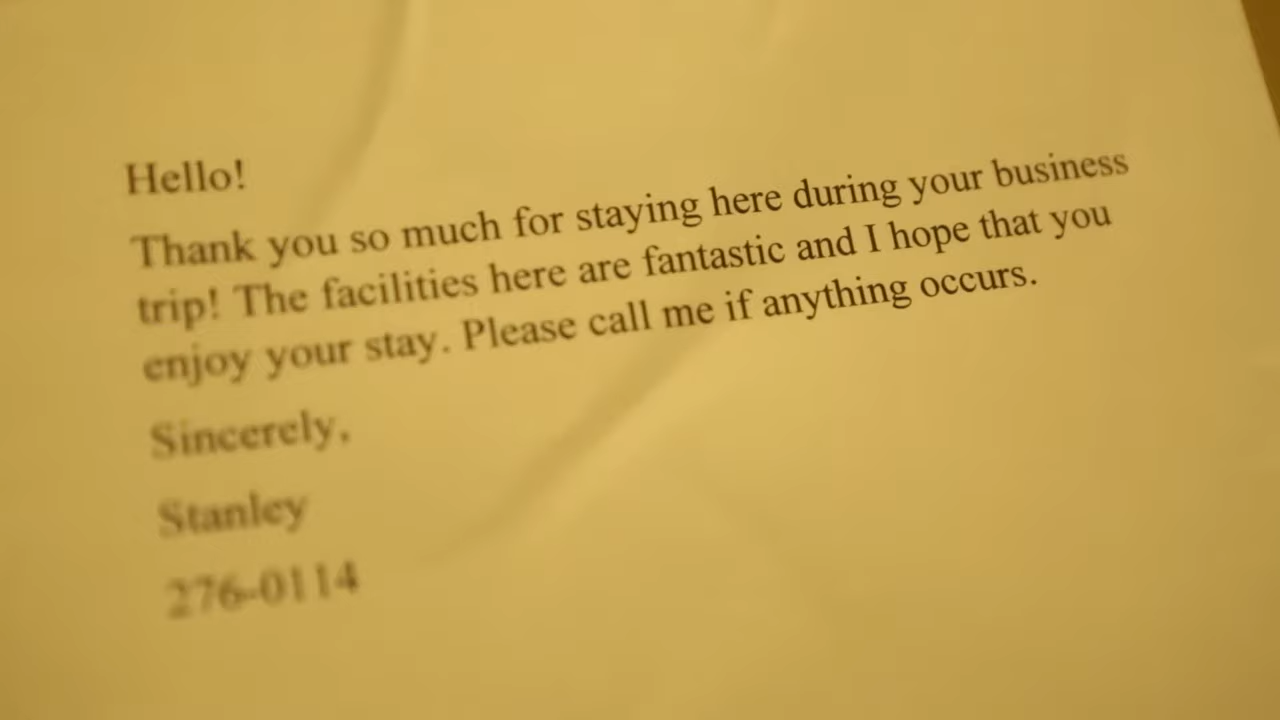 Hello!
Thank you so much for staying here during your business
trip! The facilities here are fantastic and I hope that you
enjoy your stay. Please call me if anything occurs.
Sincerely,
Stanley
276-0114